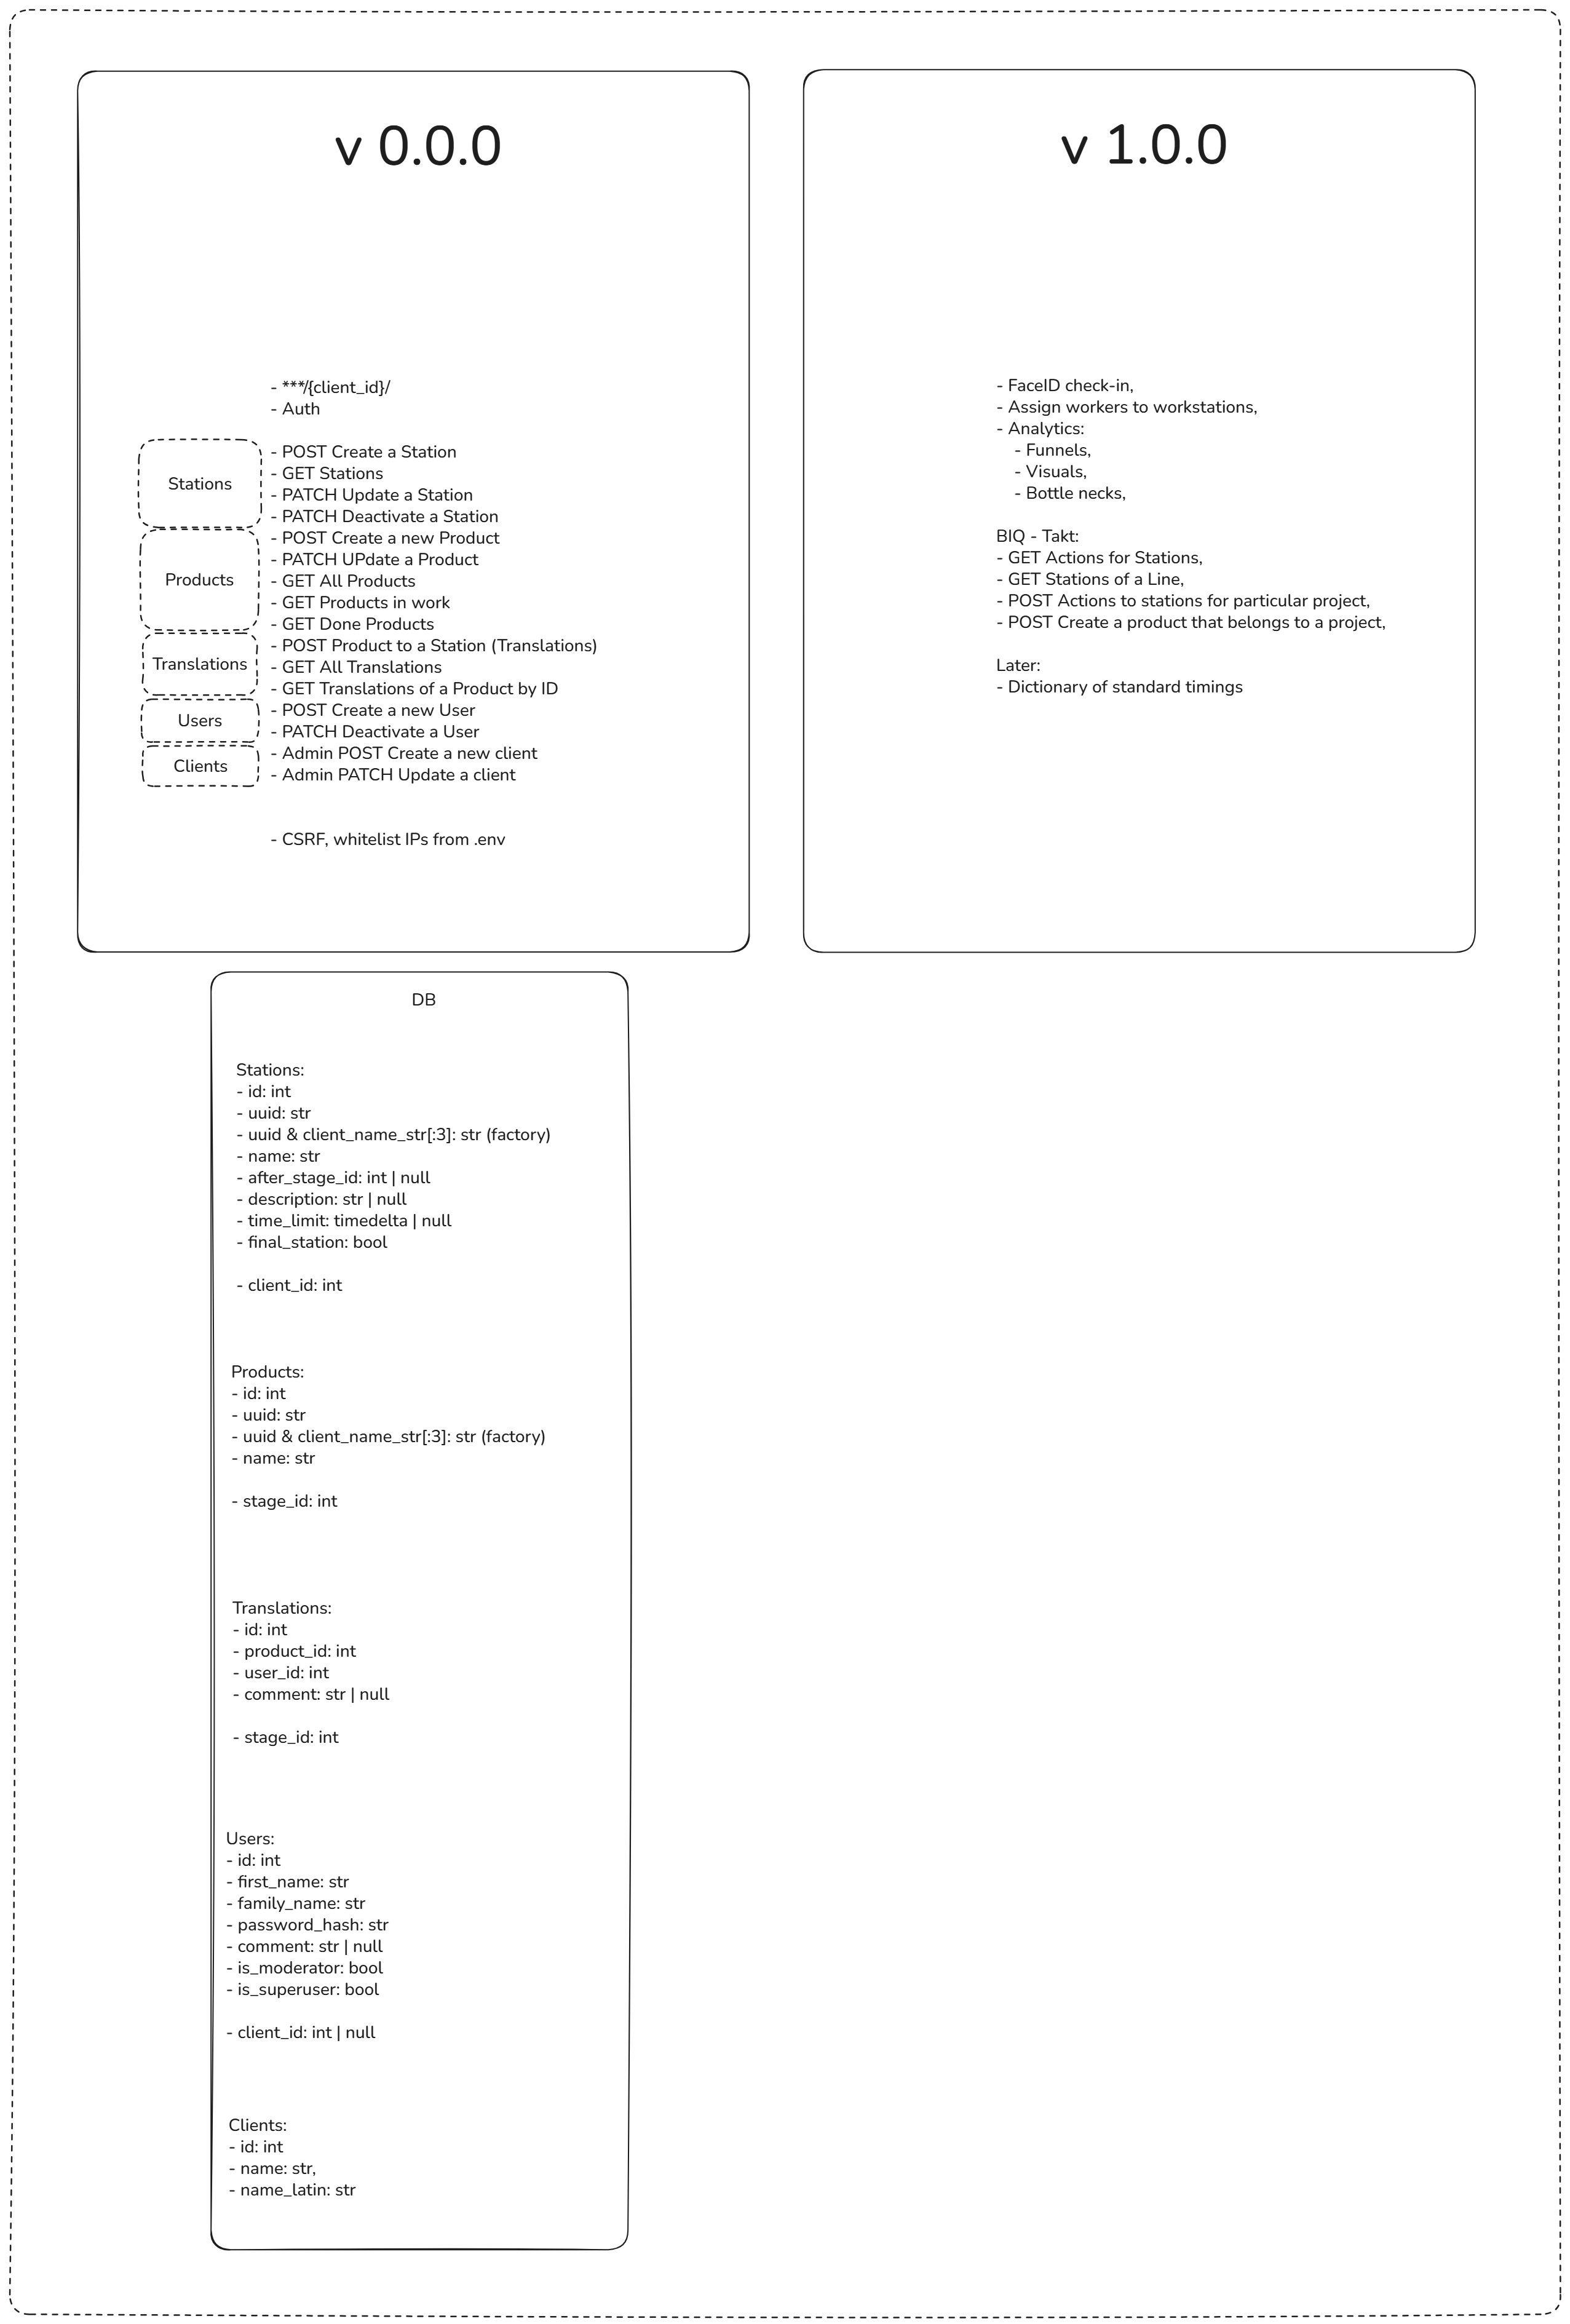 v 0.0.0
- ***/{client_id}/
- Auth
Stations
- POST Create a Station
- GET Stations
- PATCH Update a Station
- PATCH Deactivate a Station
Products
- POST Create a new Product
- PATCH UPdate a Product
- GET All Products
- GET Products in work
- GET Done Products
Translations
- POST Product to a Station (Translations)
- GET All Translations
- GET Translations of a Product by ID
Users
- POST Create a new User
- PATCH Deactivate a User
Clients
- Admin POST Create a new client
- Admin PATCH Update a client
- CSRF, whitelist IPs from .env
v 1.0.0
- FaceID check-in,
- Assign workers to workstations,
- Analytics:
- Funnels,
- Visuals,
- Bottle necks,
BIQ - Takt:
- GET Actions for Stations,
- GET Stations of a Line,
- POST Actions to stations for particular project,
- POST Create a product that belongs to a project,
Later:
- Dictionary of standard timings
DB
Stations:
- id: int
- uuid: str
- uuid & client_name_str[:3]: str (factory)
- name: str
- after_stage_id: int | null
- description: str | null
- time_limit: timedelta | null
- final_station: bool
- client_id: int
Products:
- id: int
- uuid: str
- uuid & client_name_str[:3]: str (factory)
- name: str
- stage_id: int
Translations:
- id: int
- product_id: int
- user_id: int
- comment: str | null
- stage_id: int
Users:
- id: int
- first_name: str
- family_name: str
- password_hash: str
- comment: str | null
- is_moderator: bool
- is_superuser: bool
- client_id: int | null
Clients:
- id: int
- name: str,
- name_latin: str